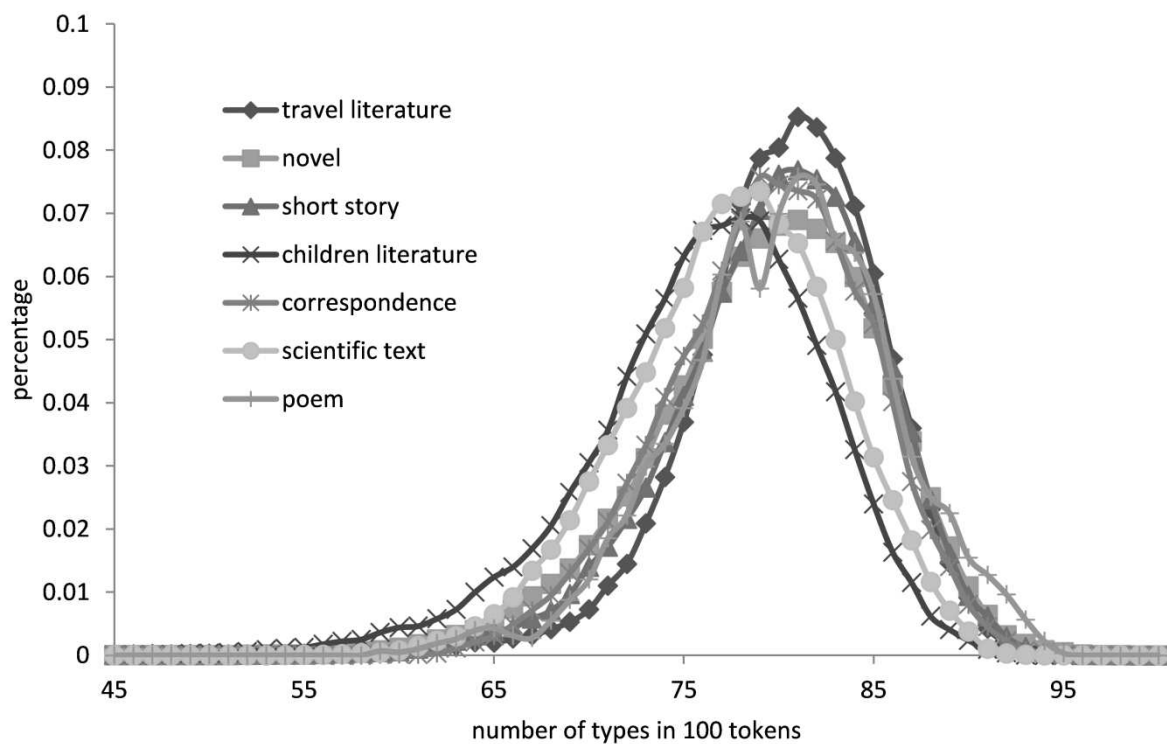 0.1
0.09
0.08
0.07
0.06
0.05
0.04
0.03
0.02
0.01
0
percentage
travel literature
novel
short story
children literature
correspondence
scientific text
poem
45 55 65 75 85 95
number of types in 100 tokens